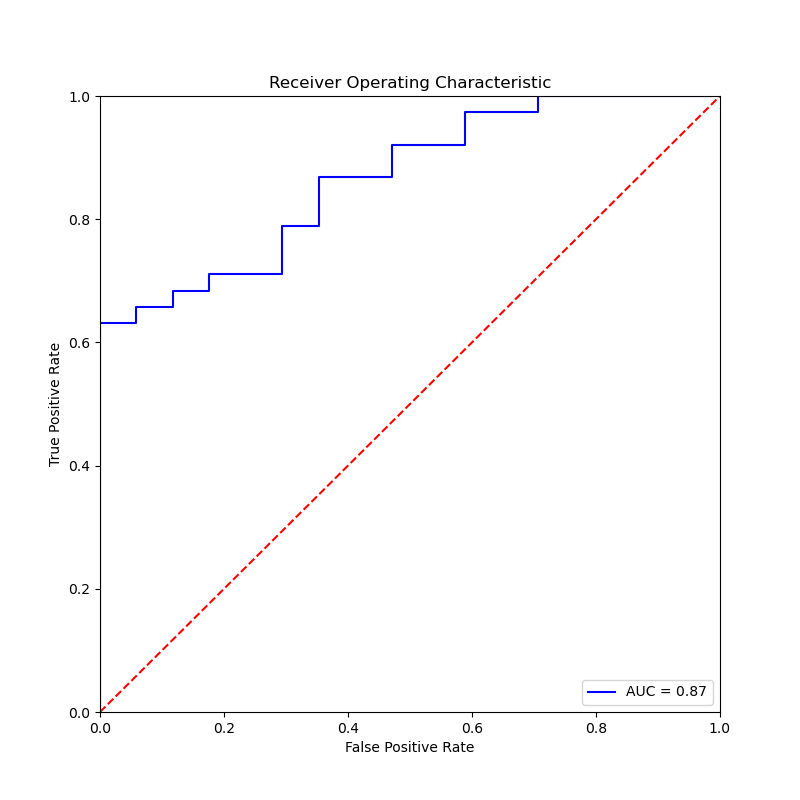 Receiver Operating Characteristic
1.0
0.8
0.6
0.4
0.2
0.0
True Positive Rate
AUC = 0.87
0.0 0.2 0.4 0.6 0.8 1.0
False Positive Rate